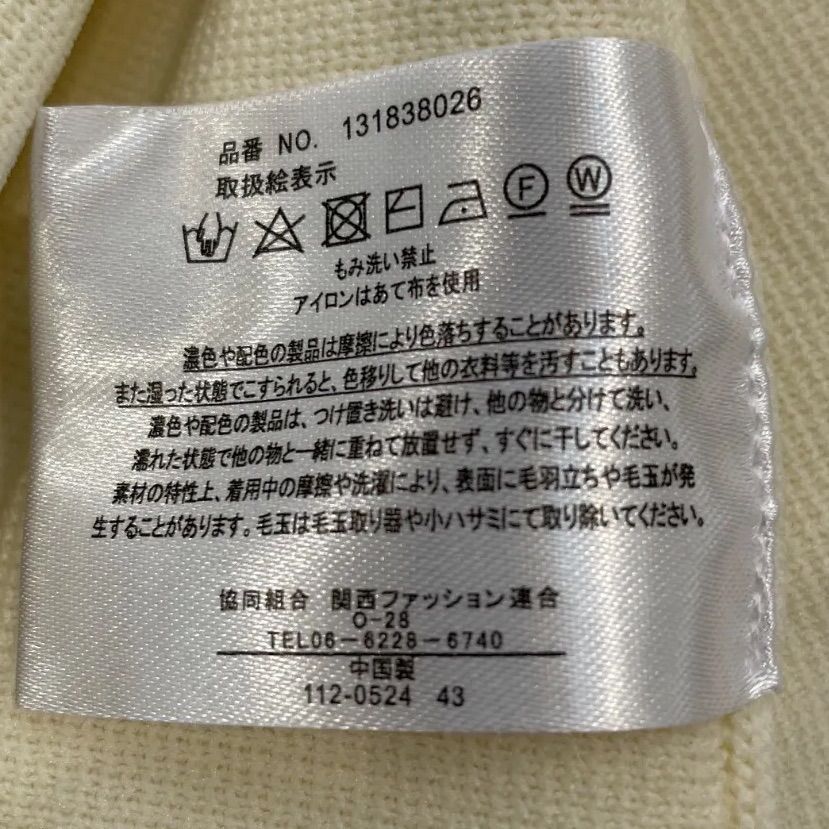 品番 NO. 131838026
取扱絵表示
F W
もみ洗い禁止
アイロンはあて布を使用
濃色や配色の製品は摩擦により色落ちすることがあります。
また湿った状態でこすられると、色移りして他の衣料等を汚すこともあります。
濃色や配色の製品は、つけ置き洗いは避け、他の物と分けて洗い、
濡れた状態で他の物と一緒に重ねて放置せず、すぐに干してください。
素材の特性上、着用中の摩擦や洗濯により、表面に毛羽立ちや毛玉が発
生することがあります。毛玉は毛玉取り器や小ハサミにて取り除いてください。
協同組合 関西ファッション連合
O-28
TEL06-6228-6740
中国製
112-0524 43